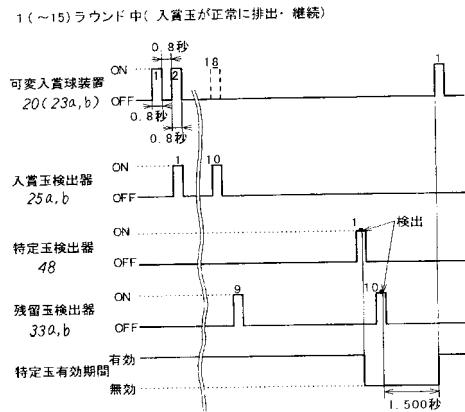 1(～15)ラウンド中(入賞玉が正常に排出・継続)
0.8秒
可変入賞球装置
20(23a,b)
ON
OFF
1
2
18
1
0.8秒
0.8秒
入賞玉検出器
25a,b
ON
OFF
1
10
特定玉検出器
48
ON
OFF
1
検出
残留玉検出器
33a,b
ON
OFF
9
10
特定玉有効期間
有効
無効
1.500秒